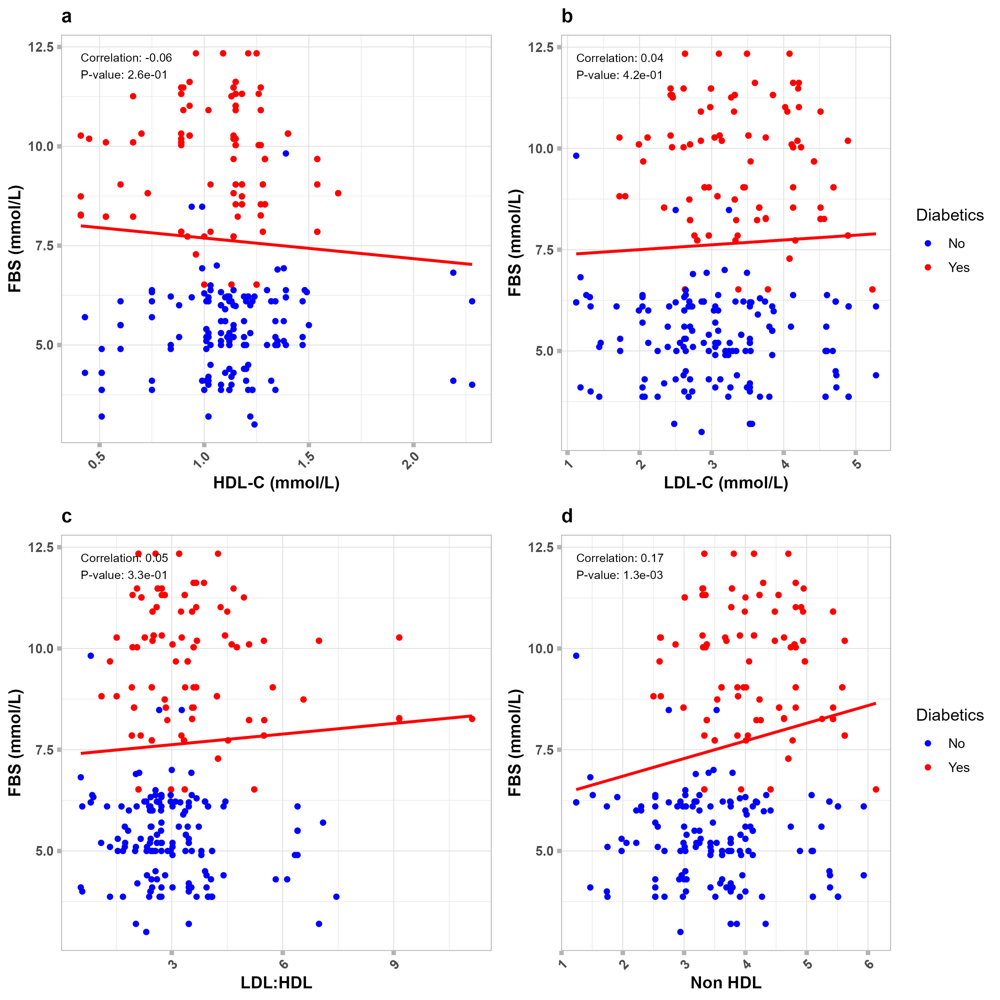 a
Correlation: -0.06
P-value: 2.6e-01
12.5
10.0
7.5
5.0
FBS (mmol/L)
0.5
1.0
1.5
2.0
HDL-C (mmol/L)
b
Correlation: 0.04
P-value: 4.2e-01
12.5
10.0
7.5
5.0
FBS (mmol/L)
1
2
3
4
5
LDL-C (mmol/L)
Diabetics
No
Yes
c
Correlation: 0.05
P-value: 3.3e-01
12.5
10.0
7.5
5.0
FBS (mmol/L)
3
6
9
LDL:HDL
d
Correlation: 0.17
P-value: 1.3e-03
12.5
10.0
7.5
5.0
FBS (mmol/L)
1
2
3
4
5
6
Non HDL
Diabetics
No
Yes